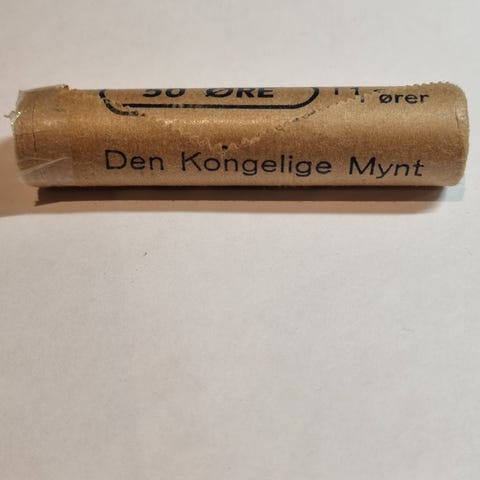 50 ØRE
ører
Den Kongelige Mynt